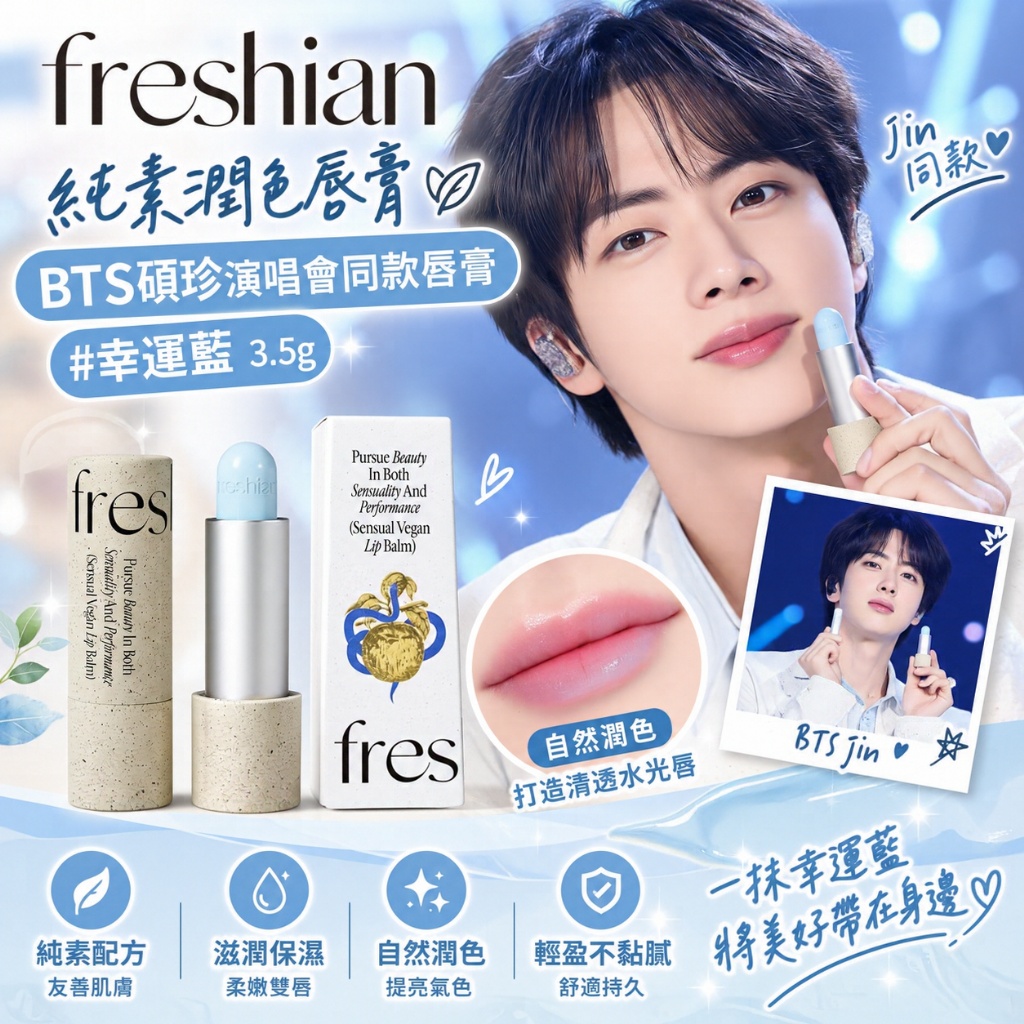 freshian
純素潤色唇膏
BTS碩珍演唱會同款唇膏
#幸運藍 3.5g
Jin
同款
fres
Pursue Beauty In Both
Sensuality And Performance
(Sensual Vegan Lip Balm)
freshian
Pursue Beauty
In Both
Sensuality And
Performance
(Sensual Vegan
Lip Balm)
fres
自然潤色
打造清透水光唇
BTS Jin
純素配方
友善肌膚
滋潤保濕
柔嫩雙唇
自然潤色
提亮氣色
輕盈不黏膩
舒適持久
一抹幸運藍
將美好帶在身邊